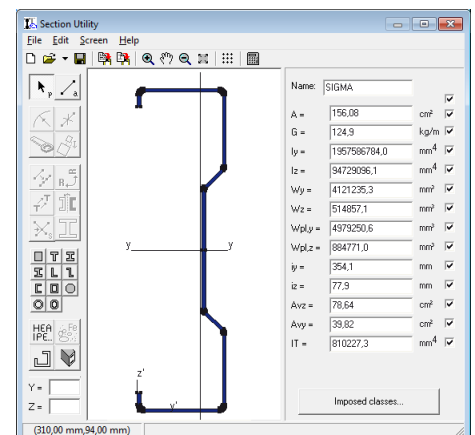 Section Utility
File Edit Screen Help
Name: SIGMA
A = 156,08 cm²
G = 124,9 kg/m
Iy = 1957586784,0 mm4
Iz = 94729096,1 mm4
Wy = 4121235,3 mm³
Wz = 514857,1 mm³
Wpl,y = 4979250,6 mm³
Wpl,z = 884771,0 mm³
iy = 354,1 mm
iz = 77,9 mm
Avz = 78,64 cm²
Avy = 39,82 cm²
IT = 810227,3 mm4
y y
z'
y'
HEA
IPE..
Y =
Z =
Imposed classes...
(310,00 mm,94,00 mm)